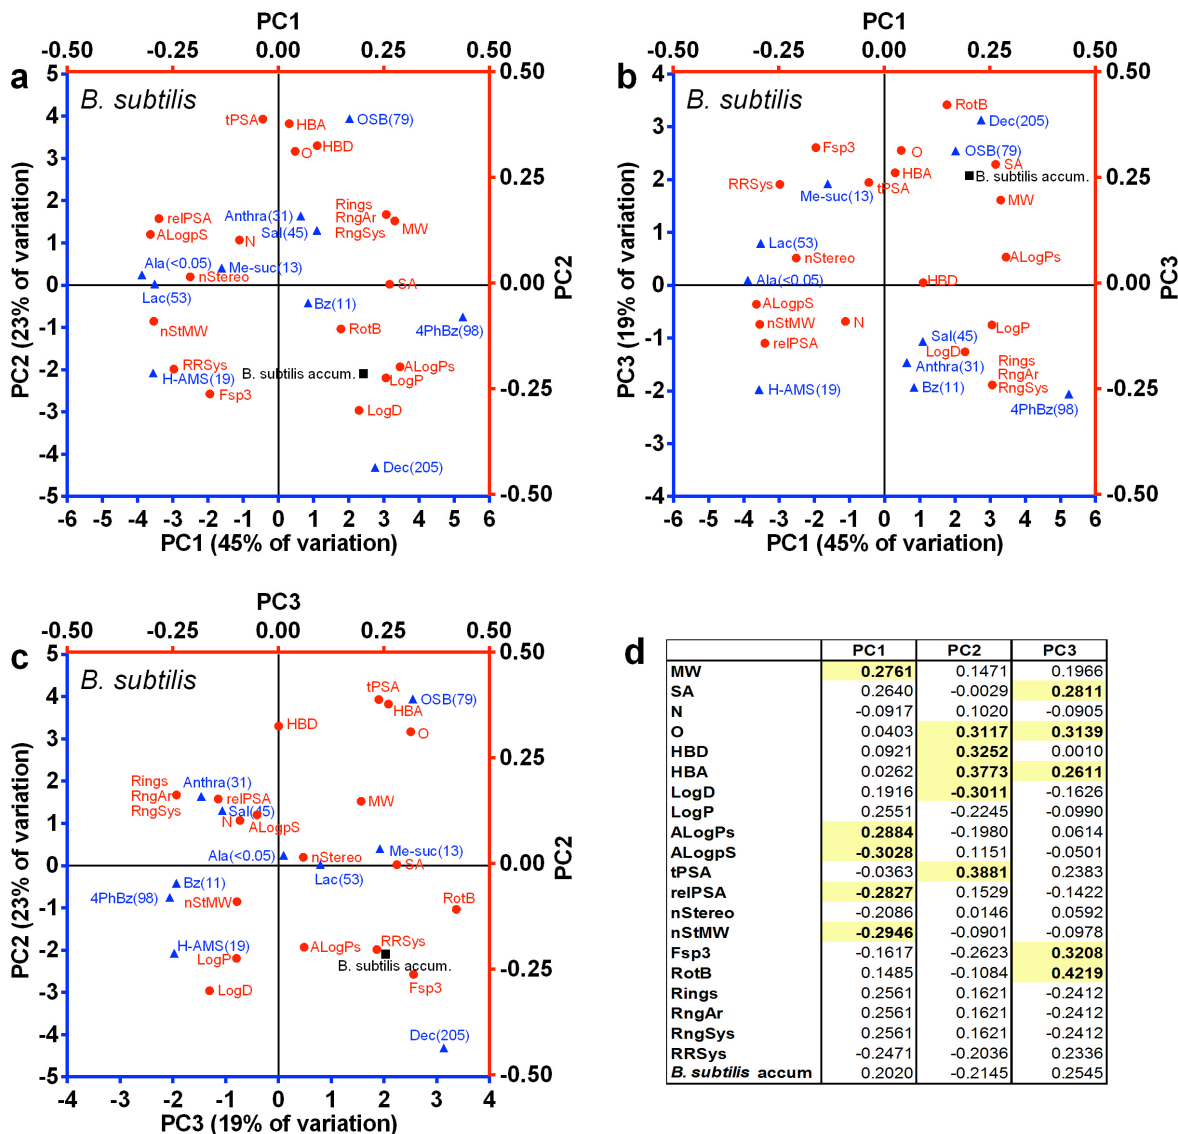 PC1
-0.50 -0.25 0.00 0.25 0.50
a
B. subtilis
5
4
3
2
1
0
-1
-2
-3
-4
-5
PC2 (23% of variation)
0.50
0.25
0.00
-0.25
-0.50
PC2
tPSA
HBA
OSB(79)
HBD
O
relPSA
ALogpS
N
Anthra(31)
Sal(45)
Rings
RngAr
RngSys
MW
Ala(<0.05)
Me-suc(13)
nStereo
Lac(53)
SA
Bz(11)
nStMW
RotB
4PhBz(98)
RRSys
H-AMS(19)
Fsp3
B. subtilis accum.
ALogPs
LogP
LogD
Dec(205)
-6 -5 -4 -3 -2 -1 0 1 2 3 4 5 6
PC1 (45% of variation)
PC1
-0.50 -0.25 0.00 0.25 0.50
b
B. subtilis
4
3
2
1
0
-1
-2
-3
-4
PC3 (19% of variation)
0.50
0.25
0.00
-0.25
-0.50
PC3
RotB
Dec(205)
Fsp3
O
OSB(79)
SA
HBA
B. subtilis accum.
RRSys
tPSA
Me-suc(13)
MW
Lac(53)
nStereo
ALogPs
Ala(<0.05)
HBD
ALogpS
nStMW
N
LogP
relPSA
Sal(45)
LogD
Anthra(31)
Rings
RngAr
RngSys
H-AMS(19)
Bz(11)
4PhBz(98)
-6 -5 -4 -3 -2 -1 0 1 2 3 4 5 6
PC1 (45% of variation)
PC3
-0.50 -0.25 0.00 0.25 0.50
c
B. subtilis
5
4
3
2
1
0
-1
-2
-3
-4
-5
PC2 (23% of variation)
0.50
0.25
0.00
-0.25
-0.50
PC2
tPSA
OSB(79)
HBA
HBD
O
Rings
RngAr
RngSys
Anthra(31)
relPSA
Sal(45)
N
ALogpS
MW
Ala(<0.05)
nStereo
Me-suc(13)
Lac(53)
SA
Bz(11)
4PhBz(98)
nStMW
RotB
H-AMS(19)
LogP
ALogPs
RRSys
B. subtilis accum.
Fsp3
LogD
Dec(205)
-4 -3 -2 -1 0 1 2 3 4
PC3 (19% of variation)
d
PC1 PC2 PC3
MW 0.2761 0.1471 0.1966
SA 0.2640 -0.0029 0.2811
N -0.0917 0.1020 -0.0905
O 0.0403 0.3117 0.3139
HBD 0.0921 0.3252 0.0010
HBA 0.0262 0.3773 0.2611
LogD 0.1916 -0.3011 -0.1626
LogP 0.2551 -0.2245 -0.0990
ALogPs 0.2884 -0.1980 0.0614
ALogpS -0.3028 0.1151 -0.0501
tPSA -0.0363 0.3881 0.2383
relPSA -0.2827 0.1529 -0.1422
nStereo -0.2086 0.0146 0.0592
nStMW -0.2946 -0.0901 -0.0978
Fsp3 -0.1617 -0.2623 0.3208
RotB 0.1485 -0.1084 0.4219
Rings 0.2561 0.1621 -0.2412
RngAr 0.2561 0.1621 -0.2412
RngSys 0.2561 0.1621 -0.2412
RRSys -0.2471 -0.2036 0.2336
B. subtilis accum 0.2020 -0.2145 0.2545